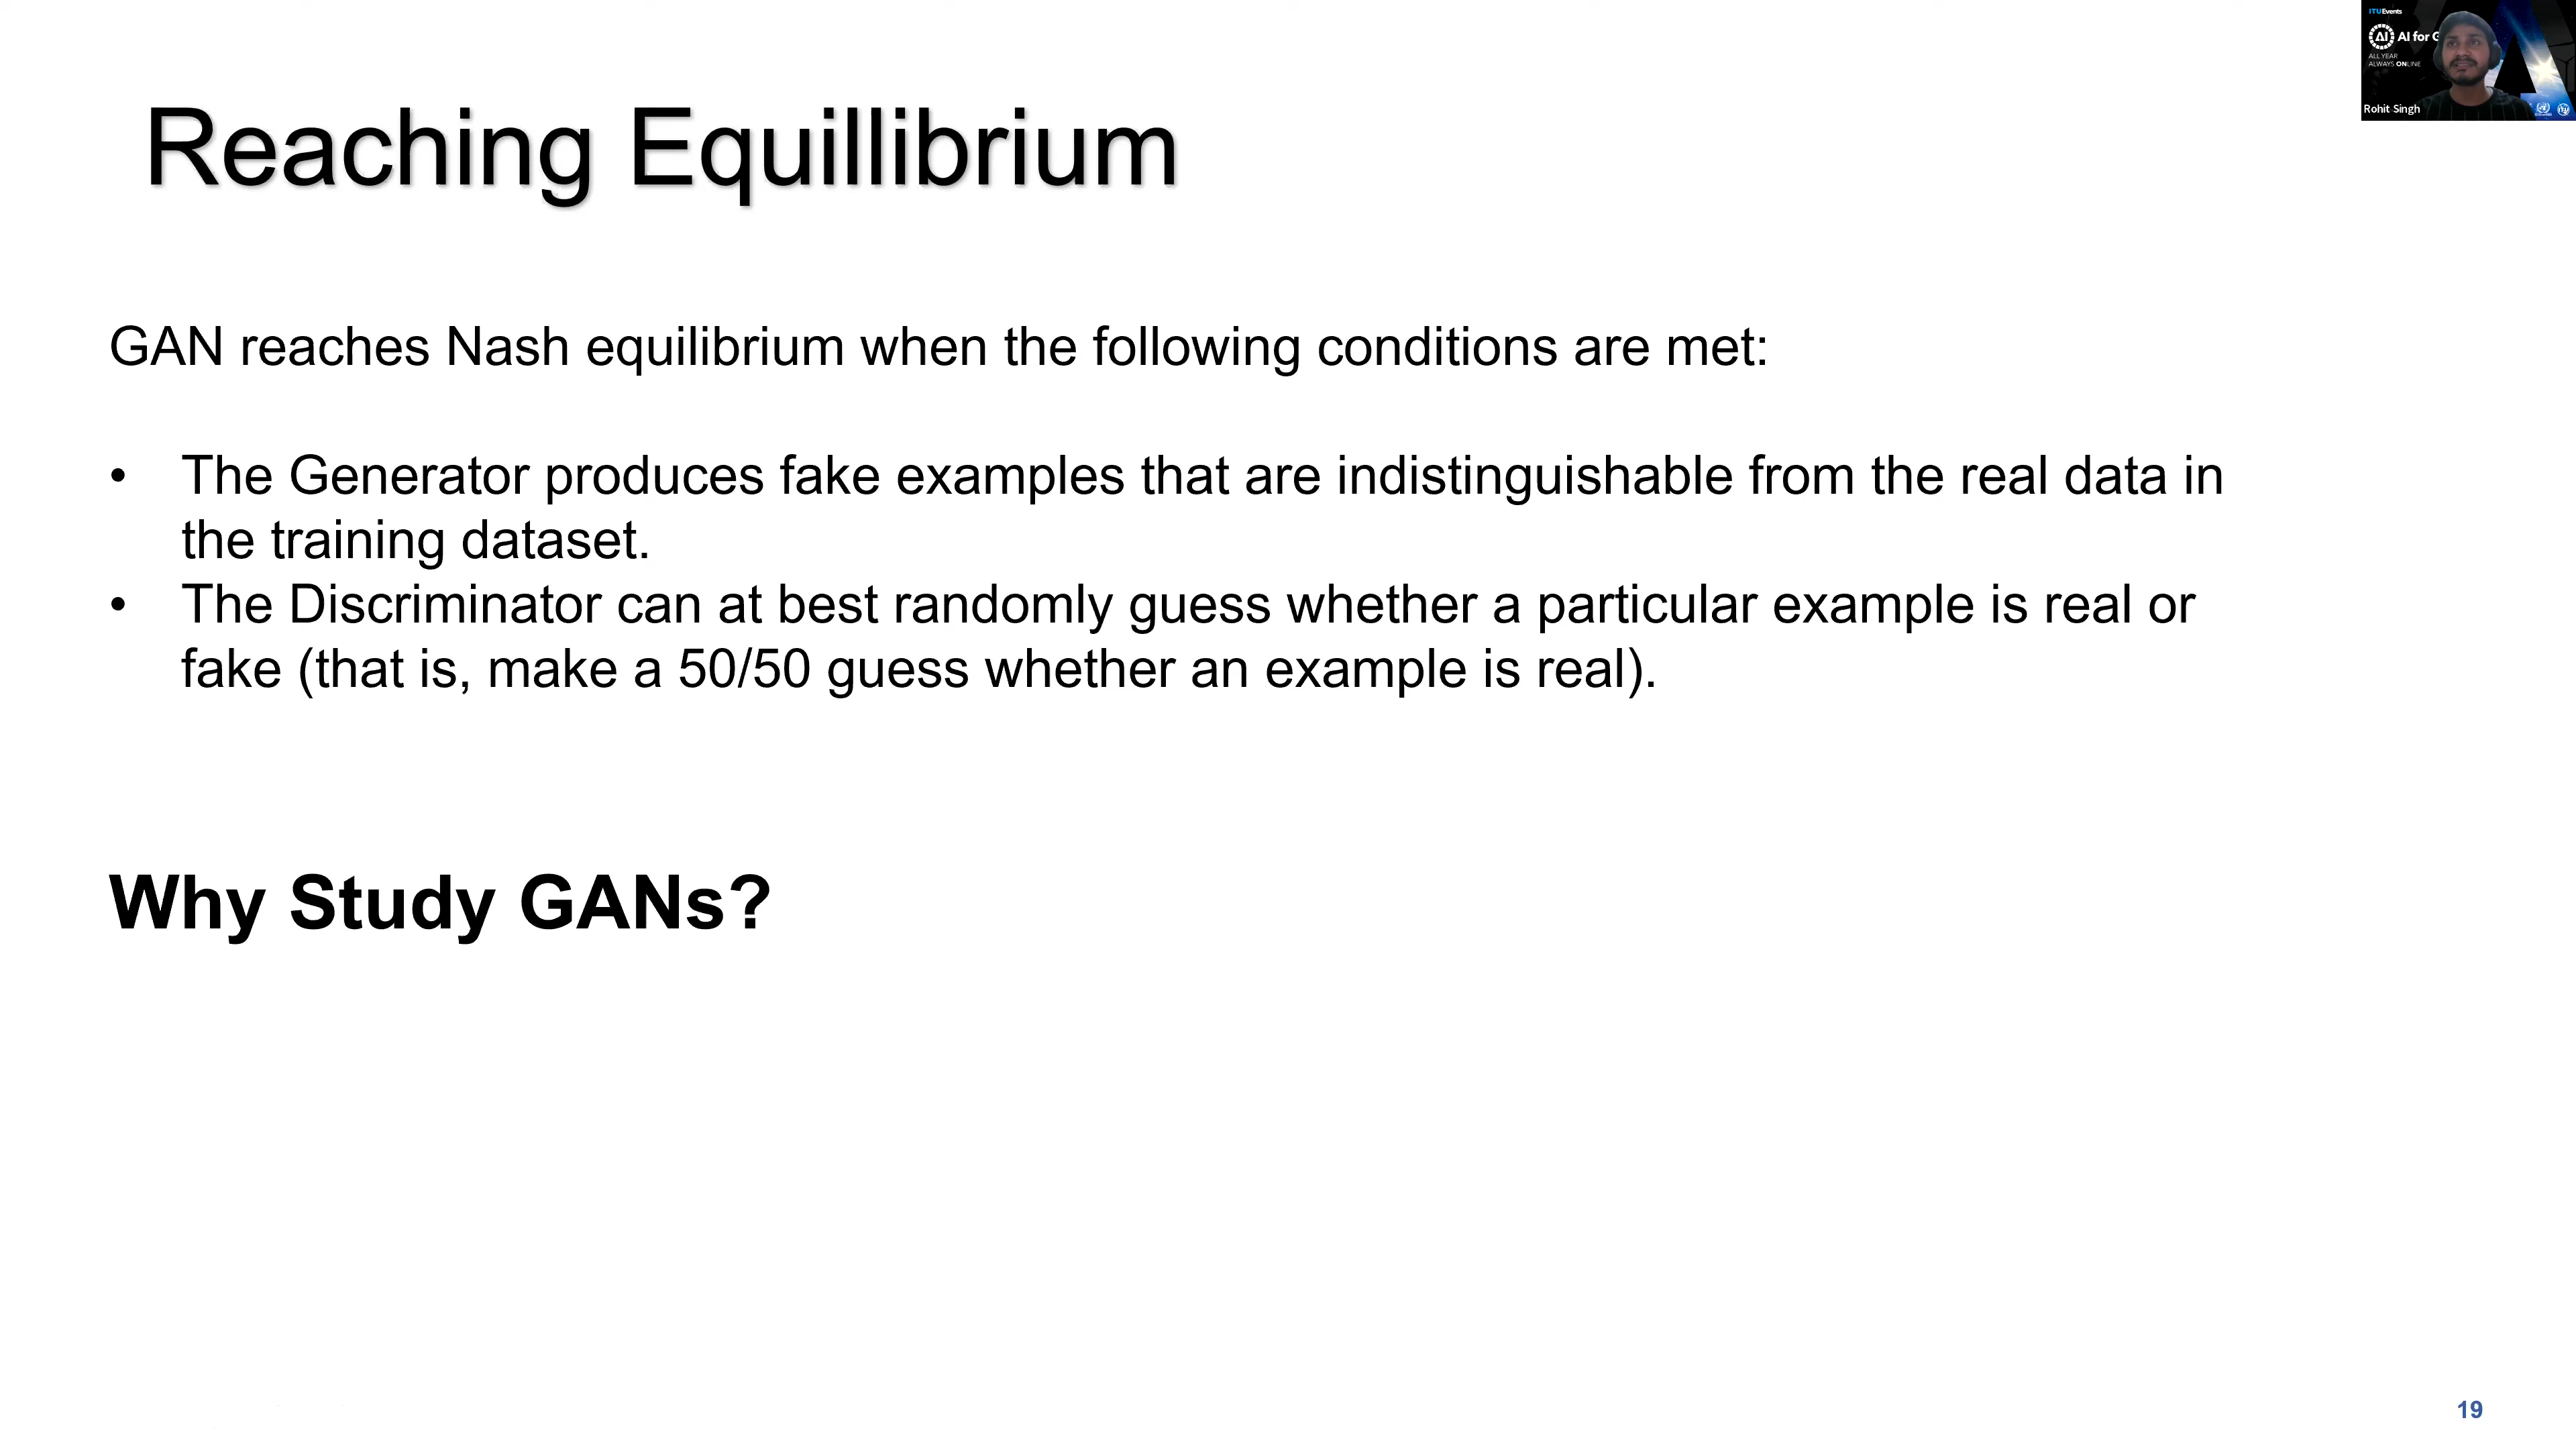 ITUEvents
AI AI for G
ALL YEAR
ALWAYS ONLINE
Rohit Singh
Reaching Equillibrium
GAN reaches Nash equilibrium when the following conditions are met:
• The Generator produces fake examples that are indistinguishable from the real data in
the training dataset.
• The Discriminator can at best randomly guess whether a particular example is real or
fake (that is, make a 50/50 guess whether an example is real).
Why Study GANs?
19